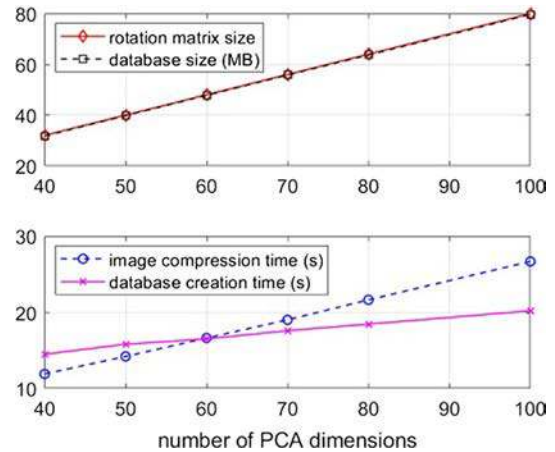 80
60
40
20
rotation matrix size
database size (MB)
40 50 60 70 80 90 100
30
20
10
image compression time (s)
database creation time (s)
40 50 60 70 80 90 100
number of PCA dimensions